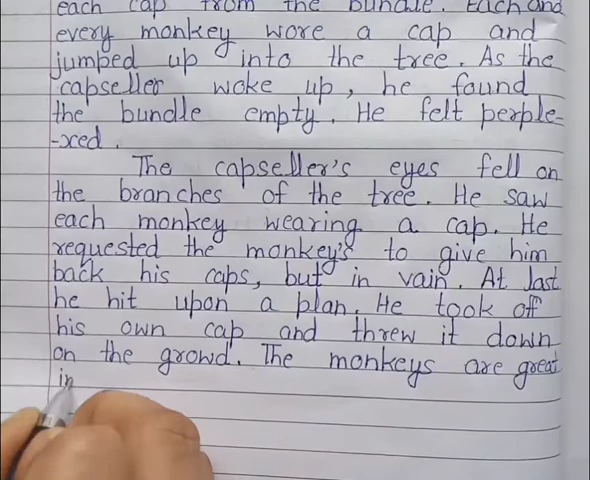 each cap from the bundle. Each and
every monkey wore a cap and
jumped up into the tree. As the
capseller woke up, he found
the bundle empty. He felt perple-
-xed.
The capseller's eyes fell on
the branches of the tree. He saw
each monkey wearing a cap. He
requested the monkey's to give him
back his caps, but in vain. At last
he hit upon a plan. He took off
his own cap and threw it down
on the growd. The monkeys are great
in